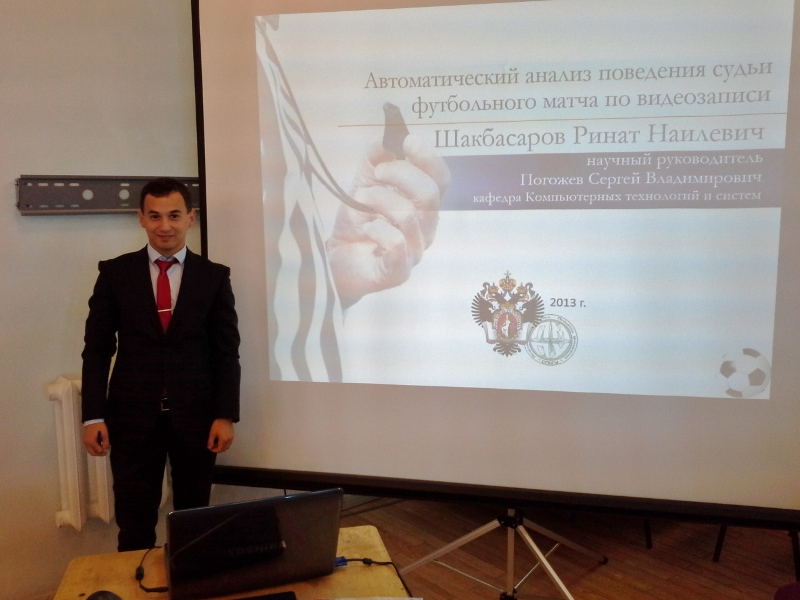 Автоматический анализ поведения судьи
футбольного матча по видеозаписи
Шакбасаров Ринат Наилевич
научный руководитель
Погожев Сергей Владимирович
кафедра Компьютерных технологий и систем
2013 г.